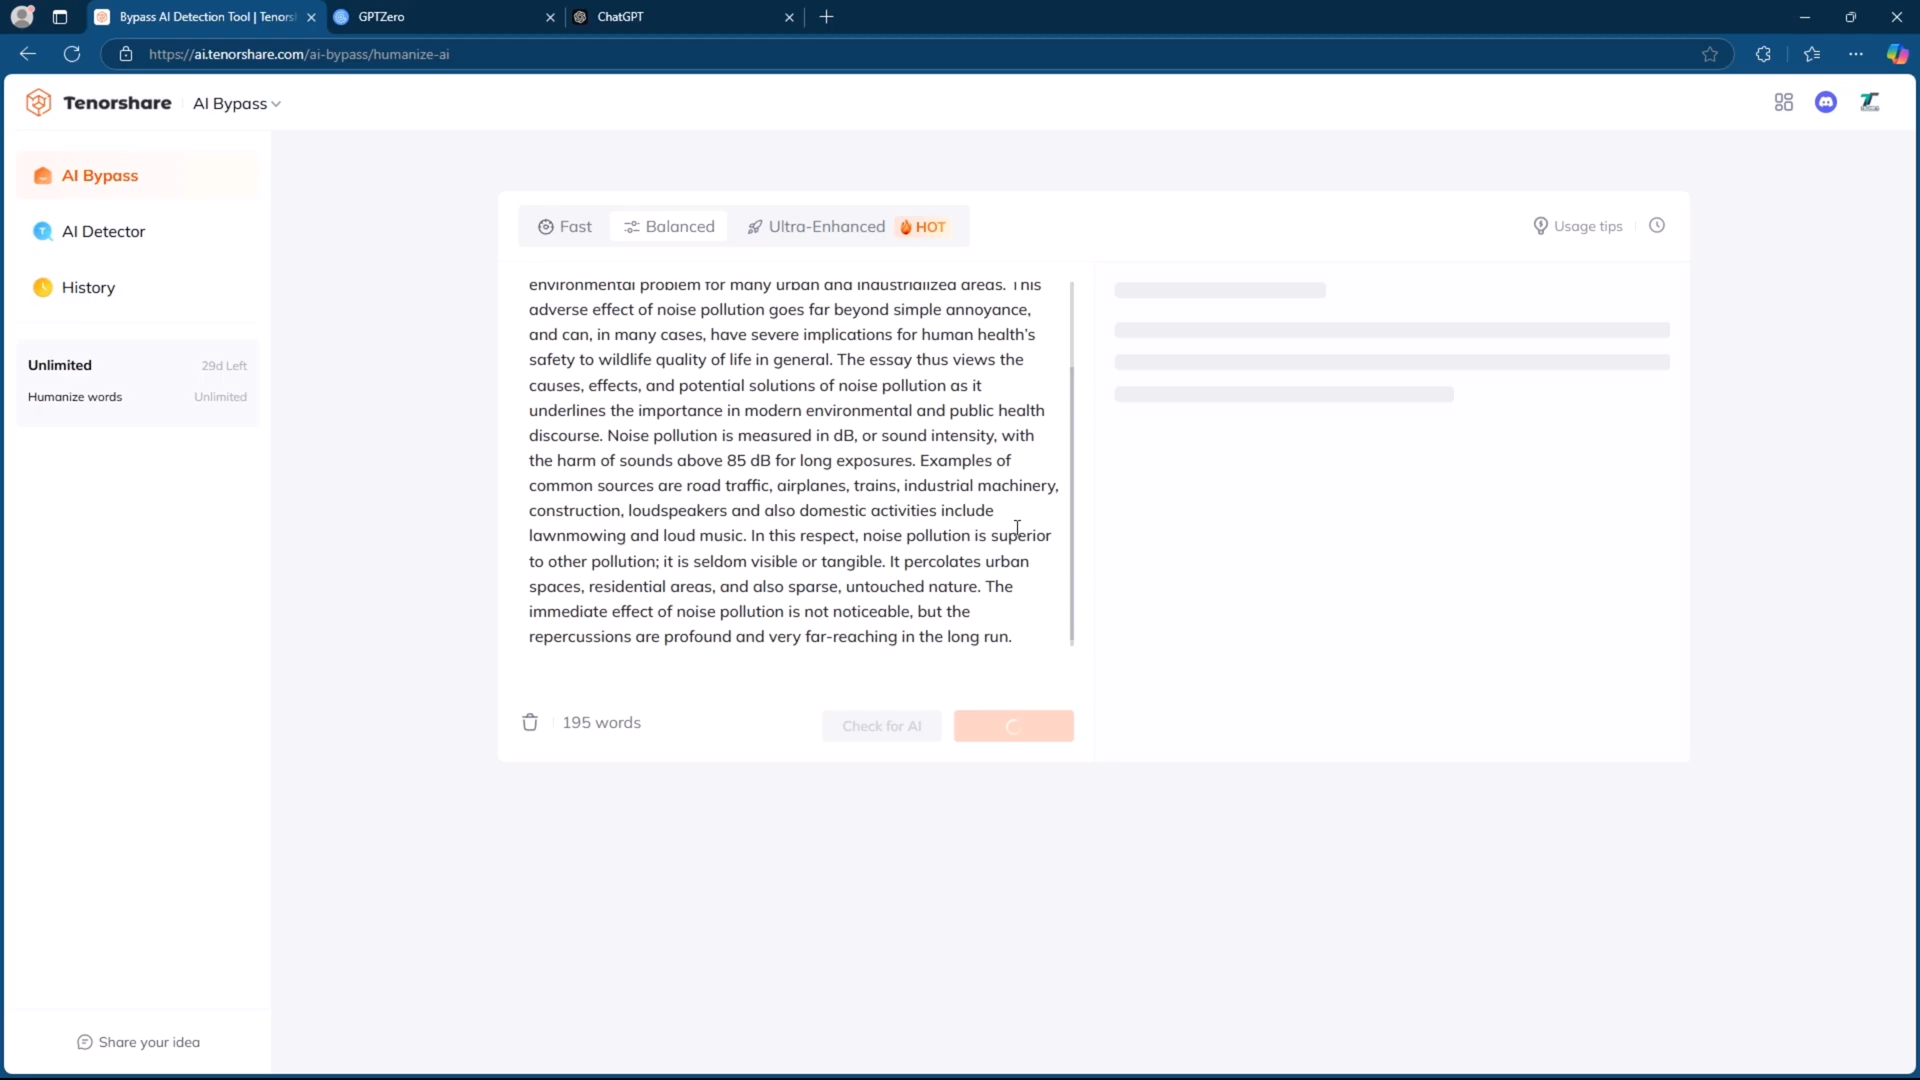 Bypass AI Detection Tool | Tenors
GPTZero
ChatGPT
https://ai.tenorshare.com/ai-bypass/humanize-ai
Tenorshare
AI Bypass
AI Bypass
AI Detector
History
Unlimited
29d Left
Humanize words
Unlimited
Share your idea
Fast
Balanced
Ultra-Enhanced
HOT
Usage tips
environmental problem for many urban and industrialized areas. This
adverse effect of noise pollution goes far beyond simple annoyance,
and can, in many cases, have severe implications for human health's
safety to wildlife quality of life in general. The essay thus views the
causes, effects, and potential solutions of noise pollution as it
underlines the importance in modern environmental and public health
discourse. Noise pollution is measured in dB, or sound intensity, with
the harm of sounds above 85 dB for long exposures. Examples of
common sources are road traffic, airplanes, trains, industrial machinery,
construction, loudspeakers and also domestic activities include
lawnmowing and loud music. In this respect, noise pollution is superior
to other pollution; it is seldom visible or tangible. It percolates urban
spaces, residential areas, and also sparse, untouched nature. The
immediate effect of noise pollution is not noticeable, but the
repercussions are profound and very far-reaching in the long run.
195 words
Check for AI